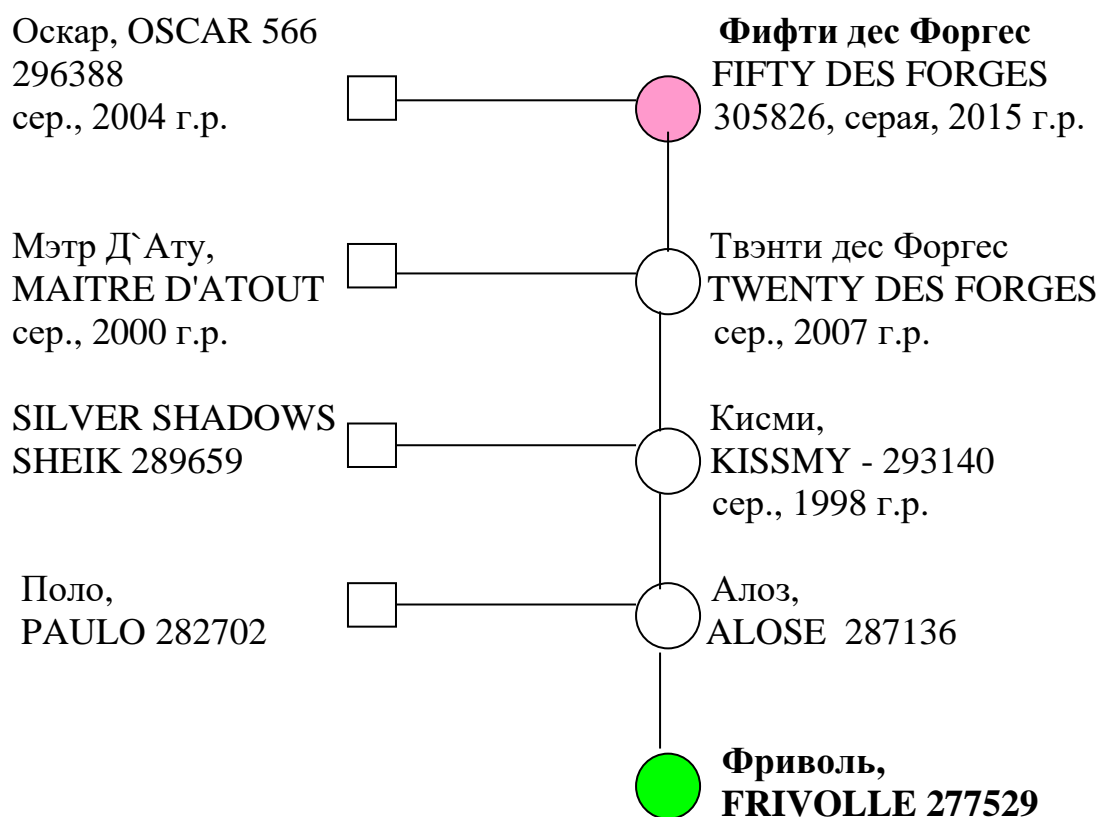 Оскар, OSCAR 566
296388
сер., 2004 г.р.
Фифти дес Форгес
FIFTY DES FORGES
305826, серая, 2015 г.р.
Мэтр Д`Ату,
MAITRE D'ATOUT
сер., 2000 г.р.
Твэнти дес Форгес
TWENTY DES FORGES
сер., 2007 г.р.
SILVER SHADOWS
SHEIK 289659
Кисми,
KISSMY - 293140
сер., 1998 г.р.
Поло,
PAULO 282702
Алоз,
ALOSE 287136
Фриволь,
FRIVOLLE 277529